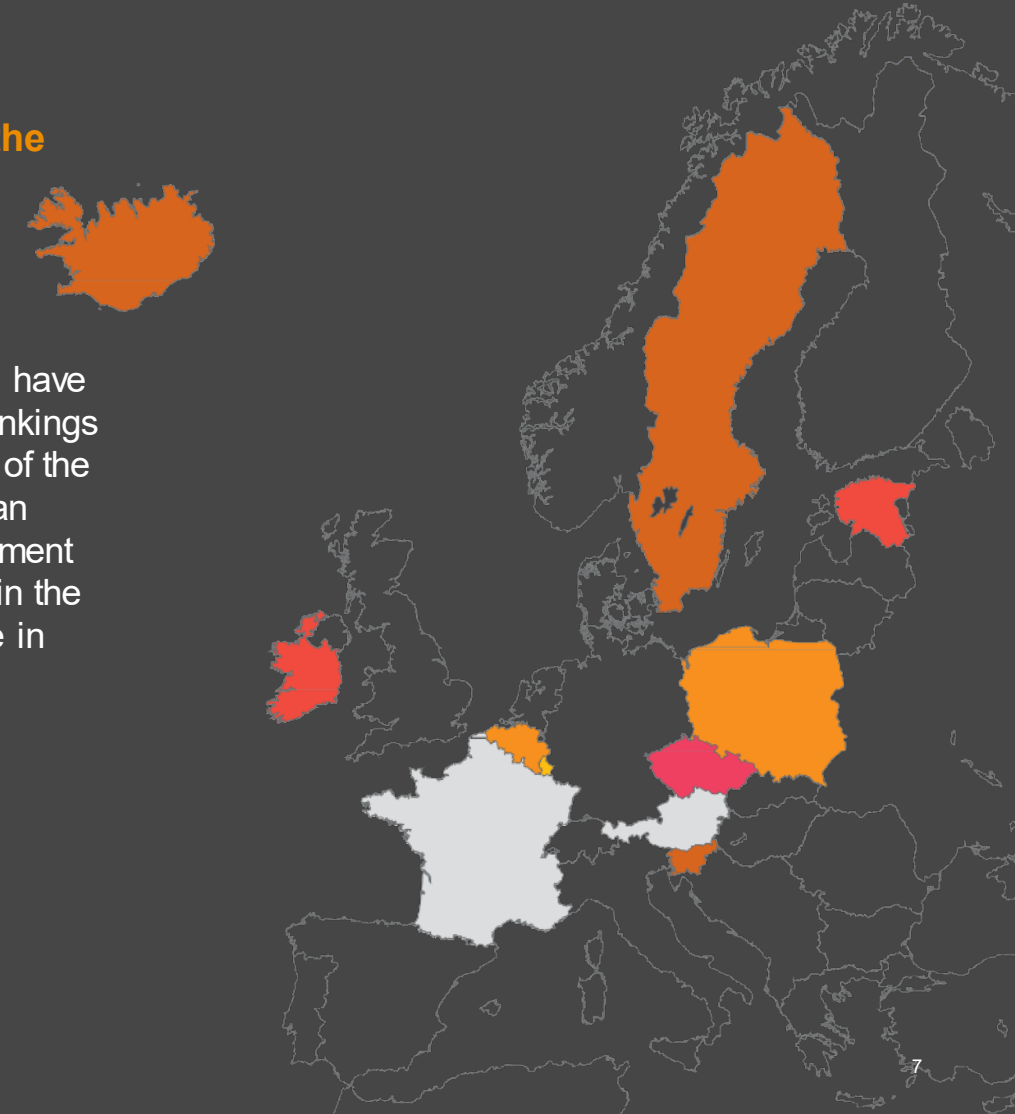 he
have
nkings
of the
an
ment
in the
e in
7